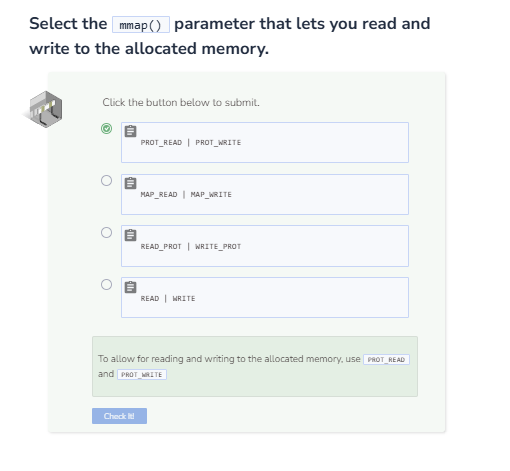 Select the mmap() parameter that lets you read and
write to the allocated memory.
Click the button below to submit.
PROT_READ | PROT_WRITE
MAP_READ | MAP_WRITE
READ_PROT | WRITE_PROT
READ | WRITE
To allow for reading and writing to the allocated memory, use PROT_READ
and PROT_WRITE
Check It!